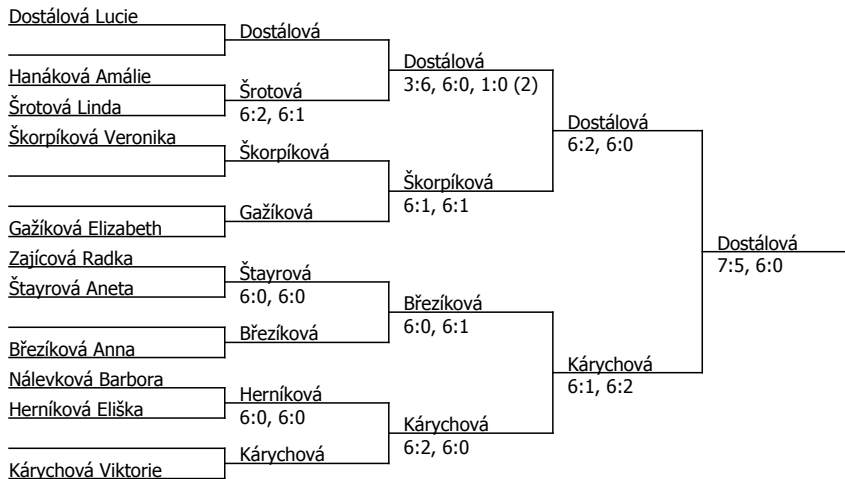 Dostálová Lucie
Dostálová
Hanáková Amálie
Šrotová Linda
Šrotová
6:2, 6:1
Dostálová
3:6, 6:0, 1:0 (2)
Škorpíková Veronika
Škorpíková
Gažíková Elizabeth
Gažíková
Škorpíková
6:1, 6:1
Dostálová
6:2, 6:0
Zajícová Radka
Štayrová Aneta
Štayrová
6:0, 6:0
Březíková Anna
Březíková
Březíková
6:0, 6:1
Nálevková Barbora
Herníková Eliška
Herníková
6:0, 6:0
Kárychová Viktorie
Kárychová
Kárychová
6:2, 6:0
Kárychová
6:1, 6:2
Dostálová
7:5, 6:0